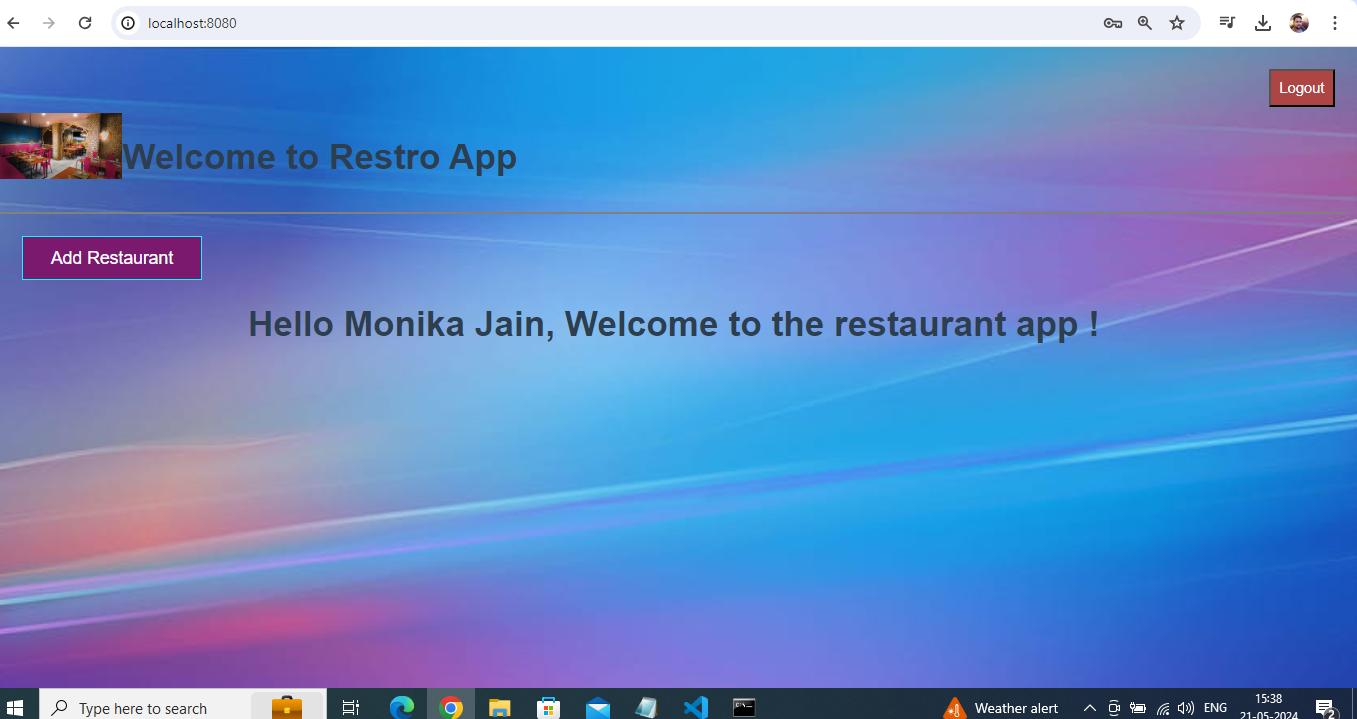 localhost:8080
Logout
Welcome to Restro App
Add Restaurant
Hello Monika Jain, Welcome to the restaurant app !
Type here to search
Weather alert
ENG
15:38
21-05-2024
2